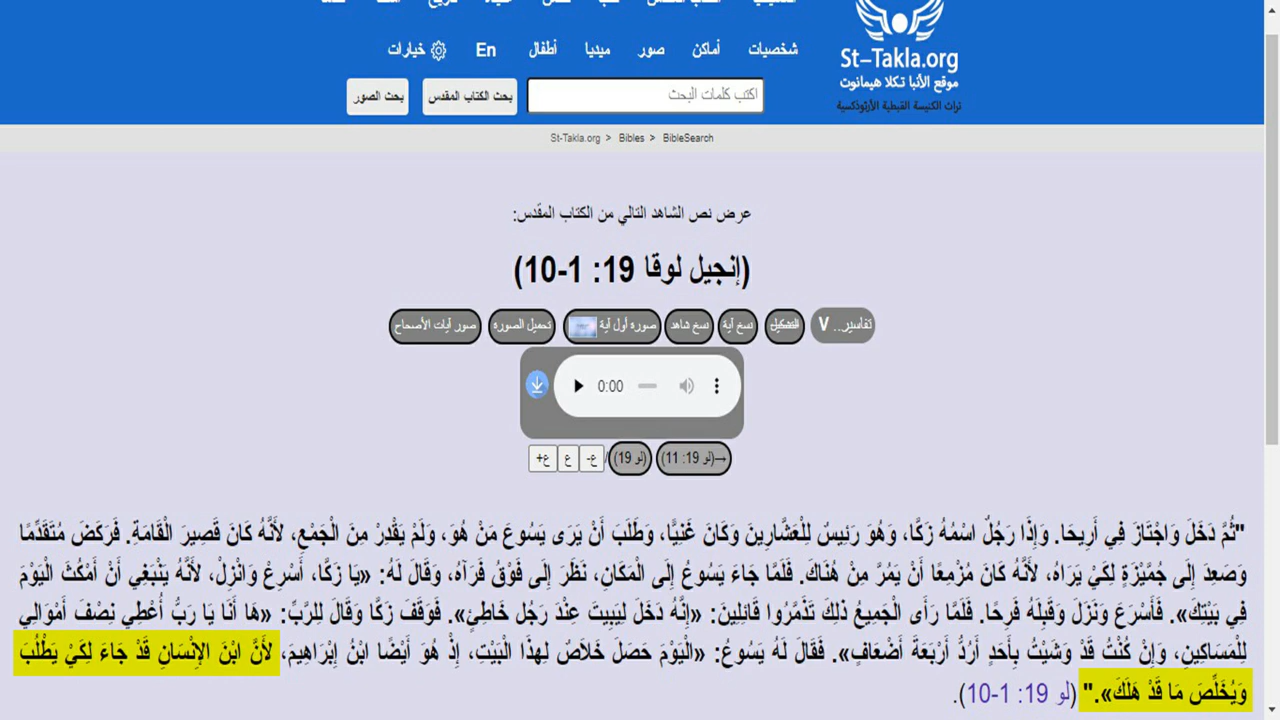 St-Takla.org
موقع الأنبا تكلا هيمانوت
تراث الكنيسة القبطية الأرثوذكسية
شخصيات أماكن صور ميديا أطفال En خيارات
اكتب كلمات البحث بحث الكتاب المقدس بحث الصور
St-Takla.org > Bibles > BibleSearch
عرض نص الشاهد التالي من الكتاب المقدس:
(إنجيل لوقا 19: 1-10)
تفاسير... V التشكيل نسخ آية نسخ شاهد صورة أول آية تحميل الصورة صور آيات الأصحاح
0:00
→(لو 19: 11) (لو 19)/ ع- ع ع+
"ثُمَّ دَخَلَ وَاجْتَازَ فِي أَرِيحَا. وَإِذَا رَجُلٌ اسْمُهُ زَكَّا، وَهُوَ رَئِيسٌ لِلْعَشَّارِينَ وَكَانَ غَنِيًّا، وَطَلَبَ أَنْ يَرَى يَسُوعَ مَنْ هُوَ، وَلَمْ يَقْدِرْ مِنَ الْجَمْعِ، لأَنَّهُ كَانَ قَصِيرَ الْقَامَةِ. فَرَكَضَ مُتَقَدِّمًا
وَصَعِدَ إِلَى جُمَّيْزَةٍ لِكَيْ يَرَاهُ، لأَنَّهُ كَانَ مُزْمِعًا أَنْ يَمُرَّ مِنْ هُنَاكَ. فَلَمَّا جَاءَ يَسُوعُ إِلَى الْمَكَانِ، نَظَرَ إِلَى فَوْقُ فَرَآهُ، وَقَالَ لَهُ: «يَا زَكَّا، أَسْرِعْ وَانْزِلْ، لأَنَّهُ يَنْبَغِي أَنْ أَمْكُثَ الْيَوْمَ
فِي بَيْتِكَ». فَأَسْرَعَ وَنَزَلَ وَقَبِلَهُ فَرِحًا. فَلَمَّا رَأَى الْجَمِيعُ ذلِكَ تَذَمَّرُوا قَائِلِينَ: «إِنَّهُ دَخَلَ لِيَبِيتَ عِنْدَ رَجُل خَاطِئٍ». فَوَقَفَ زَكَّا وَقَالَ لِلرَّبِّ: «هَا أَنَا يَا رَبُّ أُعْطِي نِصْفَ أَمْوَالِي
لِلْمَسَاكِينِ، وَإِنْ كُنْتُ قَدْ وَشَيْتُ بِأَحَدٍ أَرُدُّ أَرْبَعَةَ أَضْعَافٍ». فَقَالَ لَهُ يَسُوعُ: «الْيَوْمَ حَصَلَ خَلاَصٌ لِهذَا الْبَيْتِ، إِذْ هُوَ أَيْضًا ابْنُ إِبْرَاهِيمَ، لأَنَّ ابْنَ الإِنْسَانِ قَدْ جَاءَ لِكَيْ يَطْلُبَ
وَيُخَلِّصَ مَا قَدْ هَلَكَ»." (لو 19: 1-10).